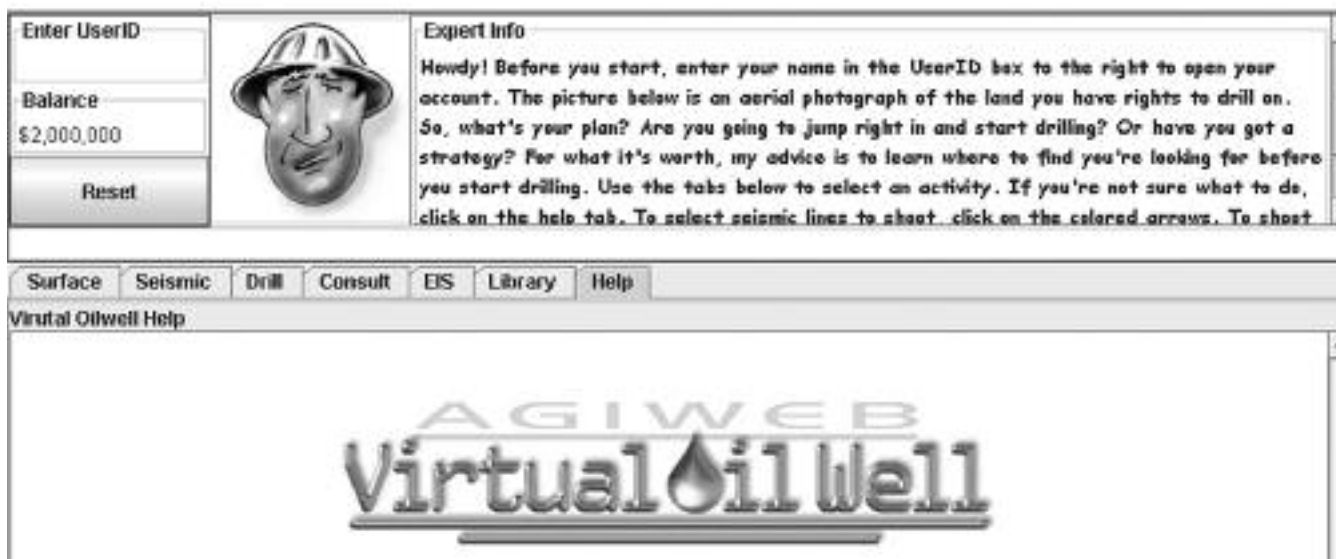 Enter UserID
Balance
$2,000,000
Reset
Expert Info
Howdy! Before you start, enter your name in the UserID box to the right to open your
account. The picture below is an aerial photograph of the land you have rights to drill on.
So, what's your plan? Are you going to jump right in and start drilling? Or have you got a
strategy? For what it's worth, my advice is to learn where to find you're looking for before
you start drilling. Use the tabs below to select an activity. If you're not sure what to do,
click on the help tab. To select seismic lines to shoot, click on the colored arrows. To shoot
Surface Seismic Drill Consult EIS Library Help
Virutal Oilwell Help
AGIWEB
Virtual Oil Well